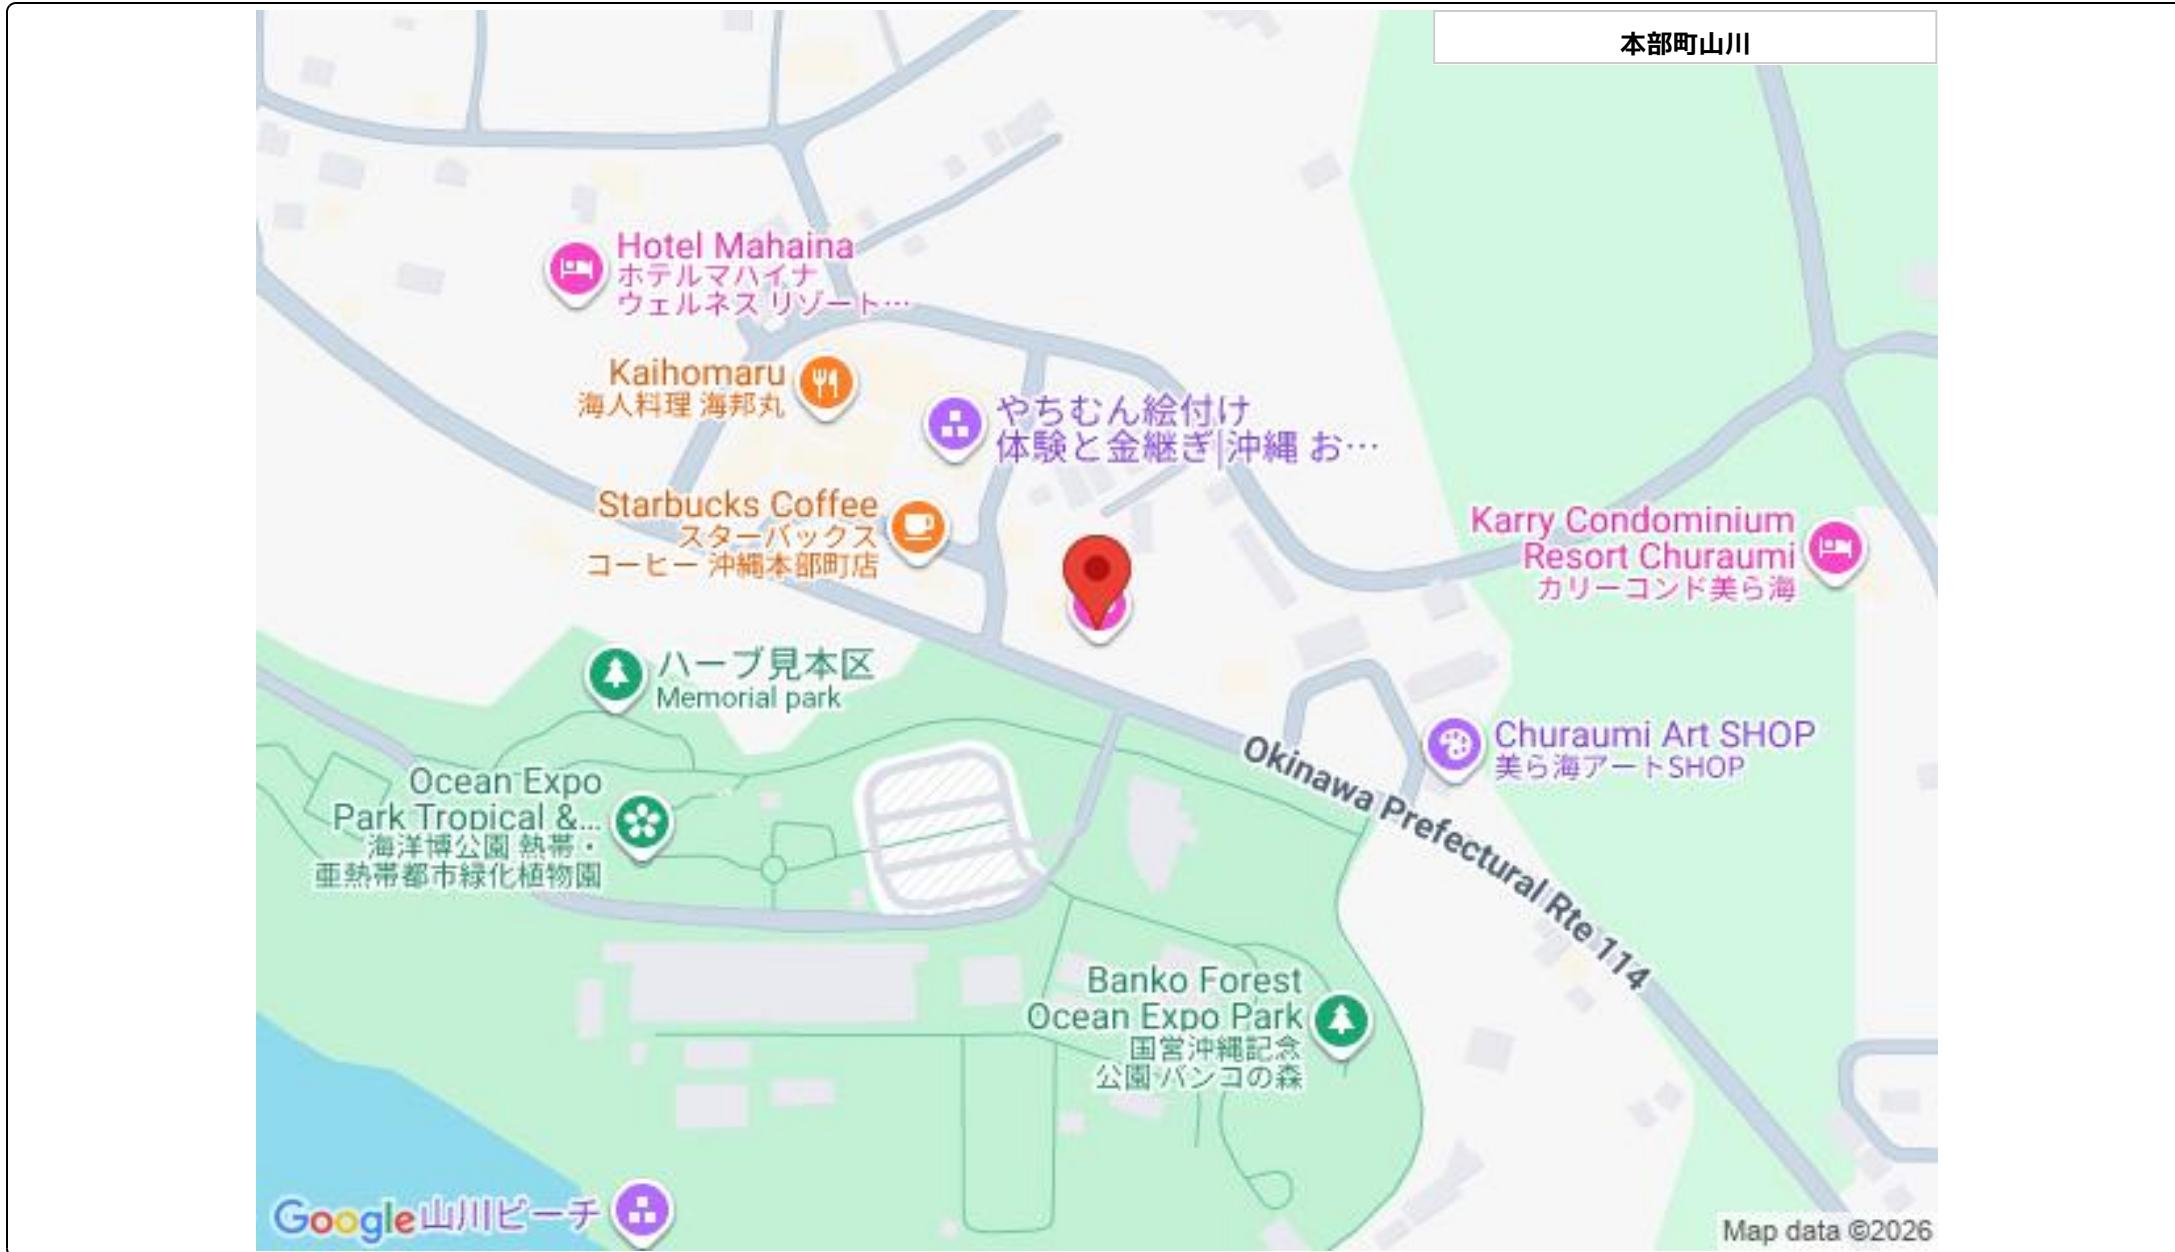 本部町山川
Hotel Mahaina
ホテルマハイナ
ウェルネス リゾート…
Kaihomaru
海人料理 海邦丸
やちむん絵付け
体験と金継ぎ|沖縄 お…
Starbucks Coffee
スターバックス
コーヒー 沖縄本部町店
Karry Condominium
Resort Churaumi
カリーコンド美ら海
ハーブ見本区
Memorial park
Churaumi Art SHOP
美ら海アートSHOP
Okinawa Prefectural Rte 114
Ocean Expo
Park Tropical &...
海洋博公園 熱帯・
亜熱帯都市緑化植物園
Banko Forest
Ocean Expo Park
国営沖縄記念
公園 バンコの森
Google
山川ビーチ
Map data ©2026